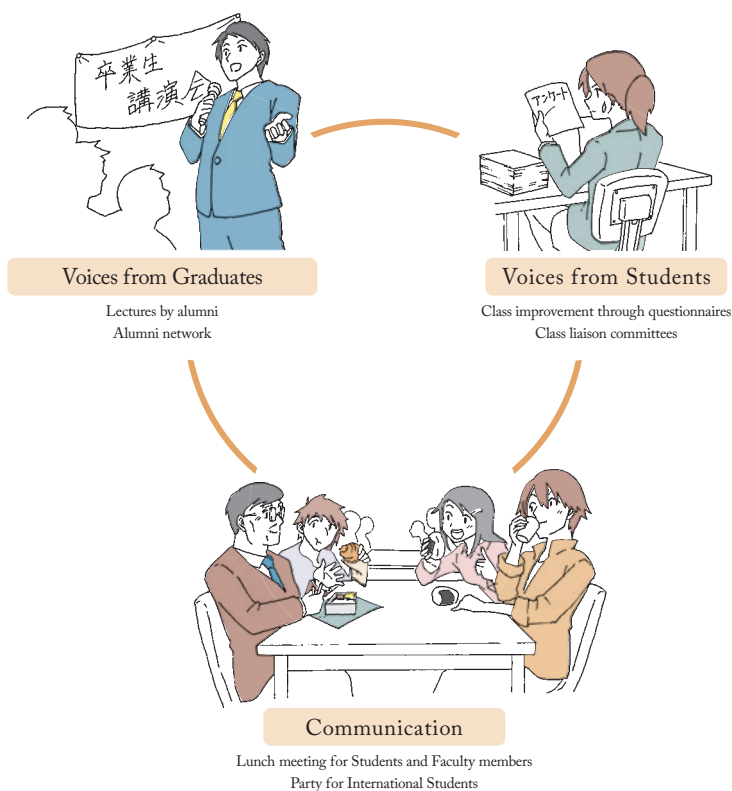 卒業生
講演会
アンケート
Voices from Graduates
Lectures by alumni
Alumni network
Voices from Students
Class improvement through questionnaires
Class liaison committees
Communication
Lunch meeting for Students and Faculty members
Party for International Students